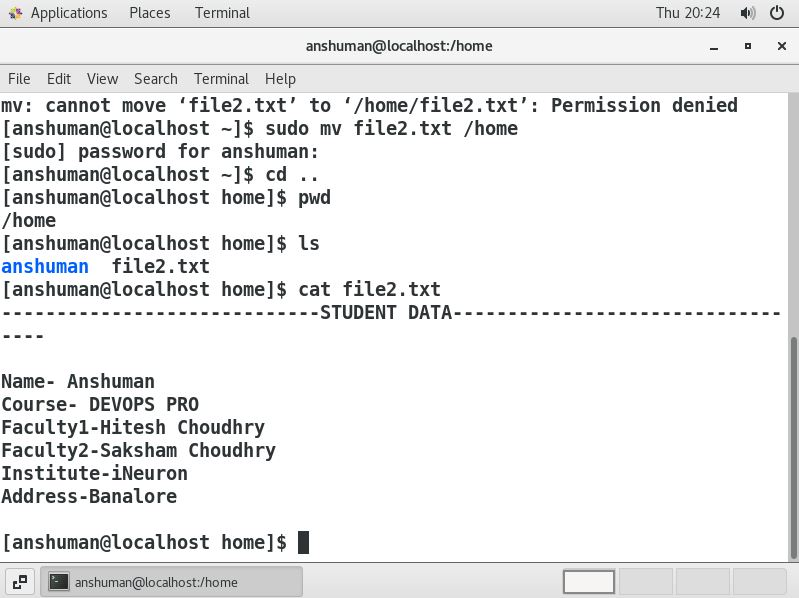 Applications Places Terminal Thu 20:24
anshuman@localhost:/home
File Edit View Search Terminal Help
mv: cannot move ‘file2.txt’ to ‘/home/file2.txt’: Permission denied
[anshuman@localhost ~]$ sudo mv file2.txt /home
[sudo] password for anshuman:
[anshuman@localhost ~]$ cd ..
[anshuman@localhost home]$ pwd
/home
[anshuman@localhost home]$ ls
anshuman  file2.txt
[anshuman@localhost home]$ cat file2.txt
-----------------------------STUDENT DATA------------------------------
----
Name- Anshuman
Course- DEVOPS PRO
Faculty1-Hitesh Choudhry
Faculty2-Saksham Choudhry
Institute-iNeuron
Address-Banalore
[anshuman@localhost home]$
anshuman@localhost:/home